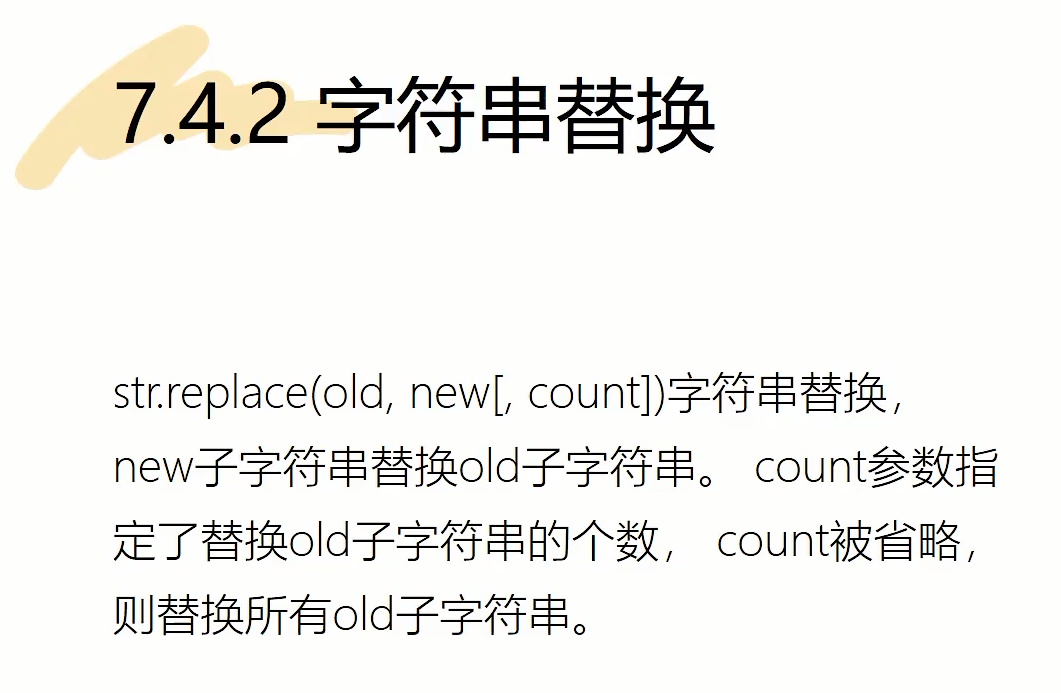 7.4.2 字符串替换
str.replace(old, new[, count])字符串替换，
new子字符串替换old子字符串。 count参数指
定了替换old子字符串的个数， count被省略，
则替换所有old子字符串。